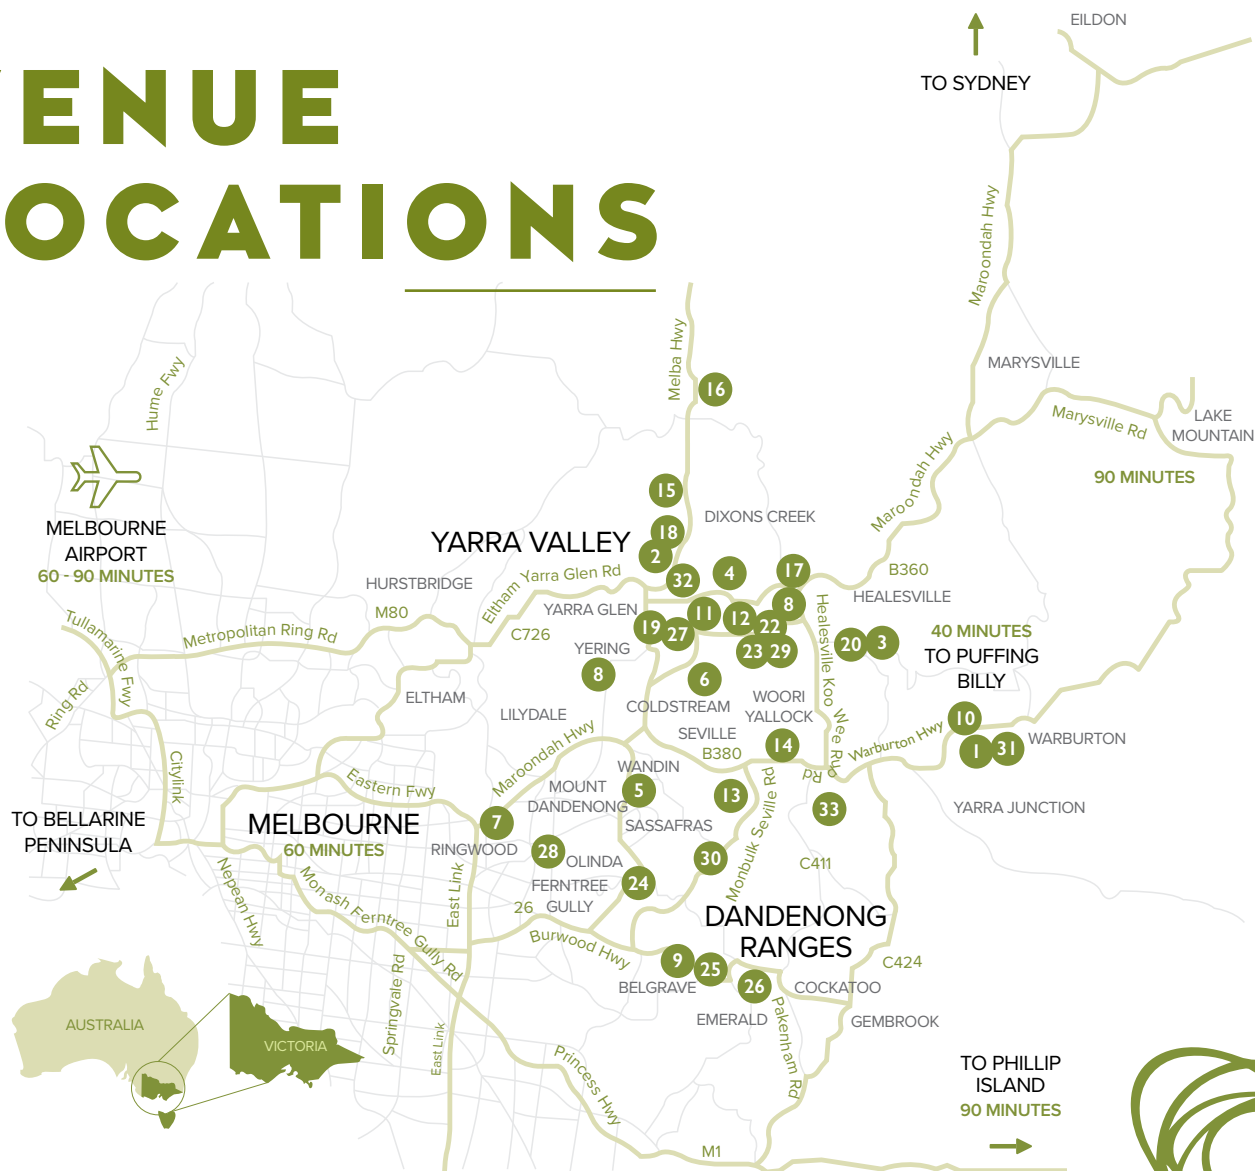 EILDON
TO SYDNEY
VENUE
OCATIONS
Maroondah Hwy
Melba Hwy
Hume Fwy
16
MARYSVILLE
Marysville Rd
LAKE
MOUNTAIN
90 MINUTES
Maroondah Hwy
MELBOURNE
AIRPORT
60 - 90 MINUTES
15
DIXONS CREEK
18
YARRA VALLEY
2
32
4
17
B360
HEALESVILLE
HURSTBRIDGE
M80
Eltham Yarra Glen Rd
C726
YARRA GLEN
11
12
8
22
19
27
23
29
Healesville Koo Wee Rup Rd
20
3
40 MINUTES
TO PUFFING
BILLY
Tullamarine Fwy
Metropolitan Ring Rd
Ring Rd
YERING
8
6
ELTHAM
COLDSTREAM
WOORI
YALLOCK
LILYDALE
SEVILLE
B380
14
10
1
31
WARBURTON
Warburton Hwy
Citylink
Maroondah Hwy
Eastern Fwy
WANDIN
MOUNT
DANDENONG
5
13
Monbulk Seville Rd
33
YARRA JUNCTION
TO BELLARINE
PENINSULA
MELBOURNE
60 MINUTES
7
RINGWOOD
SASSAFRAS
28
OLINDA
30
C411
FERNTREE
GULLY
24
26
Nepean Hwy
Monash Ferntree Gully Rd
East Link
Burwood Hwy
DANDENONG
RANGES
C424
9
25
BELGRAVE
26
COCKATOO
EMERALD
GEMBROOK
Pakenham Rd
Springvale Rd
East Link
AUSTRALIA
VICTORIA
Princess Hwy
TO PHILLIP
ISLAND
90 MINUTES
M1